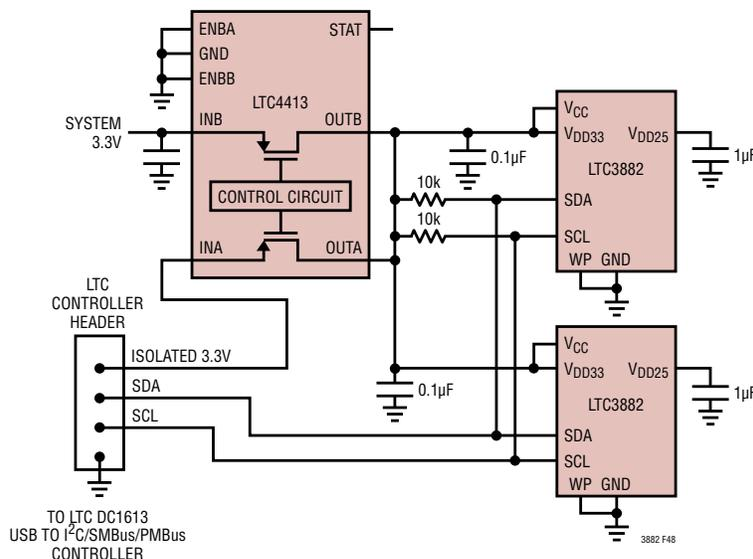 ENBA
STAT
GND
ENBB
LTC4413
SYSTEM
3.3V
INB
OUTB
CONTROL CIRCUIT
INA
OUTA
0.1µF
10k
10k
VCC
VDD33
VDD25
LTC3882
SDA
SCL
WP GND
1µF
LTC
CONTROLLER
HEADER
ISOLATED 3.3V
SDA
SCL
0.1µF
VCC
VDD33
VDD25
LTC3882
SDA
SCL
WP GND
1µF
TO LTC DC1613
USB TO I2C/SMBus/PMBus
CONTROLLER
3882 F48